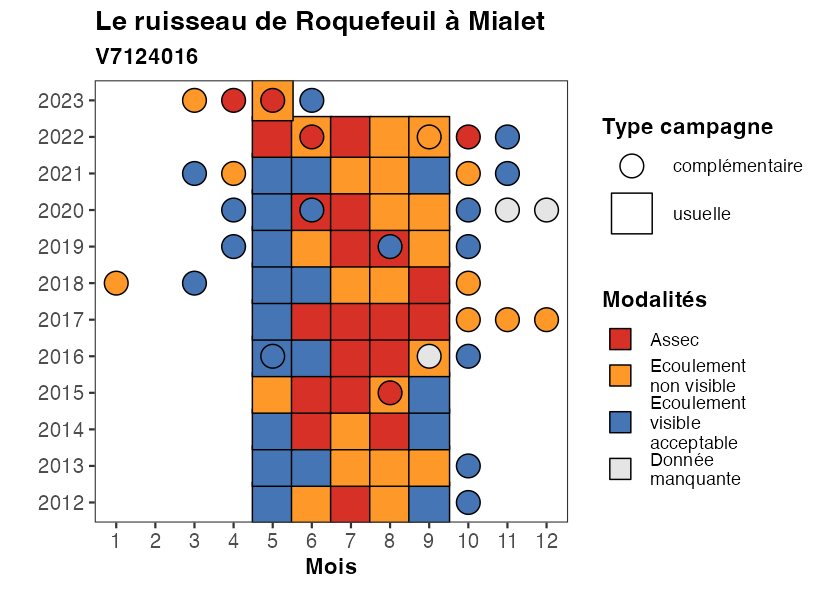 Le ruisseau de Roquefeuil à Mialet
V7124016
2023
2022
2021
2020
2019
2018
2017
2016
2015
2014
2013
2012
1 2 3 4 5 6 7 8 9 10 11 12
Mois
Type campagne
complémentaire
usuelle
Modalités
Assec
Ecoulement
non visible
Ecoulement
visible
acceptable
Donnée
manquante